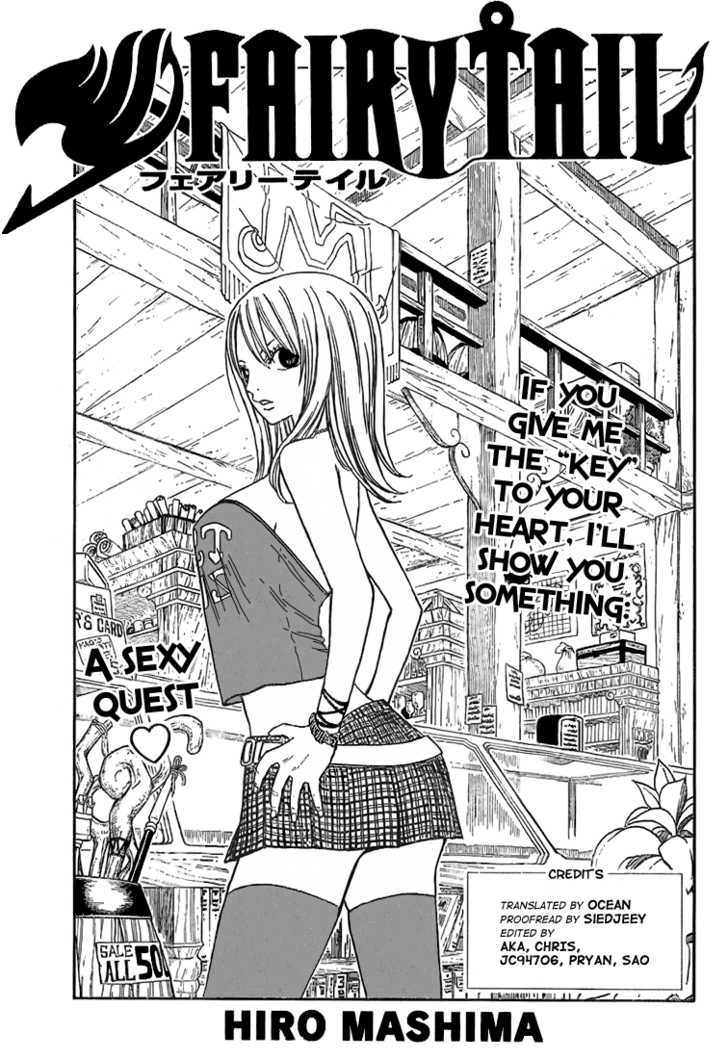 FAIRY TAIL
フェアリーテイル
IF YOU
GIVE ME
THE "KEY"
TO YOUR
HEART, I'LL
SHOW YOU
SOMETHING...
R'S CARD
A SEXY
QUEST
♡
SALE
ALL 50
CREDITS
TRANSLATED BY OCEAN
PROOFREAD BY SIEDJEEY
EDITED BY
AKA, CHRIS,
JC94706, PRYAN, SAO
HIRO MASHIMA